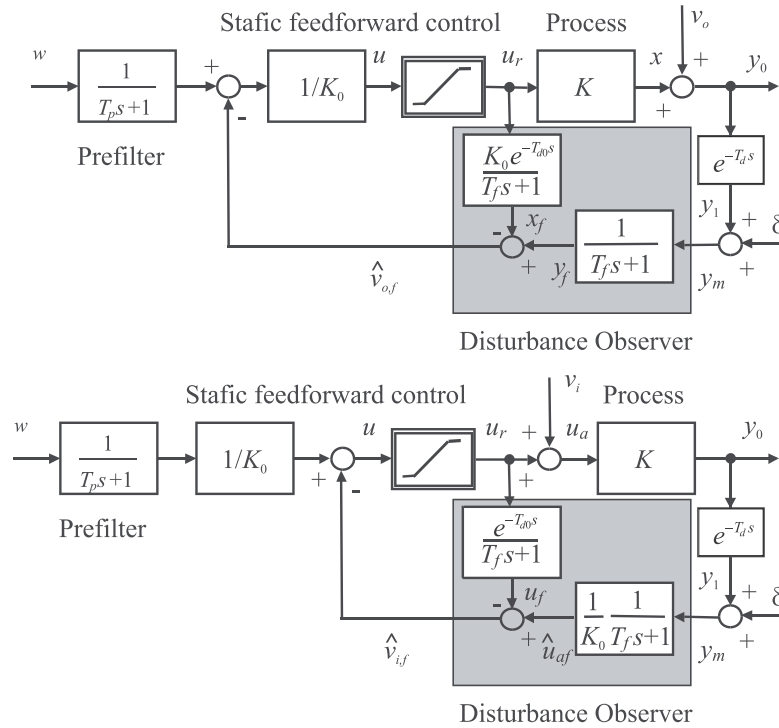 Stafic feedforward control Process v_o
w u u_r x + y_0
1 / T_p s+1
+ -
1/K_0
K
+
Prefilter
K_0 e^{-T_{d0}s} / T_f s+1
e^{-T_d s}
x_f y_1 +
- δ
1 / T_f s+1
+ +
v̂_{o,f} y_f y_m
Disturbance Observer
Stafic feedforward control v_i Process
w u u_r + u_a y_0
1 / T_p s+1
1/K_0
K
+ - +
Prefilter
e^{-T_{d0}s} / T_f s+1
e^{-T_d s}
u_f y_1 +
- δ
1 / K_0 1 / T_f s+1
+ +
v̂_{i,f} û_{af} y_m
Disturbance Observer